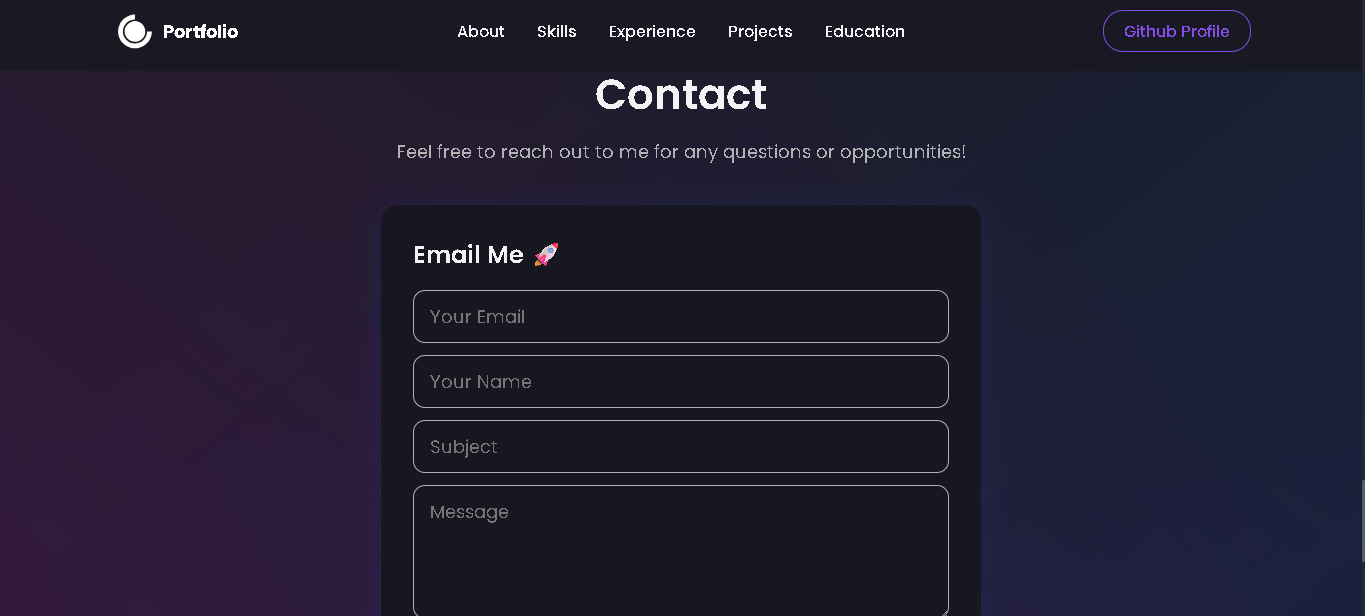 Portfolio
About Skills Experience Projects Education
Github Profile
Contact
Feel free to reach out to me for any questions or opportunities!
Email Me 🚀
Your Email
Your Name
Subject
Message